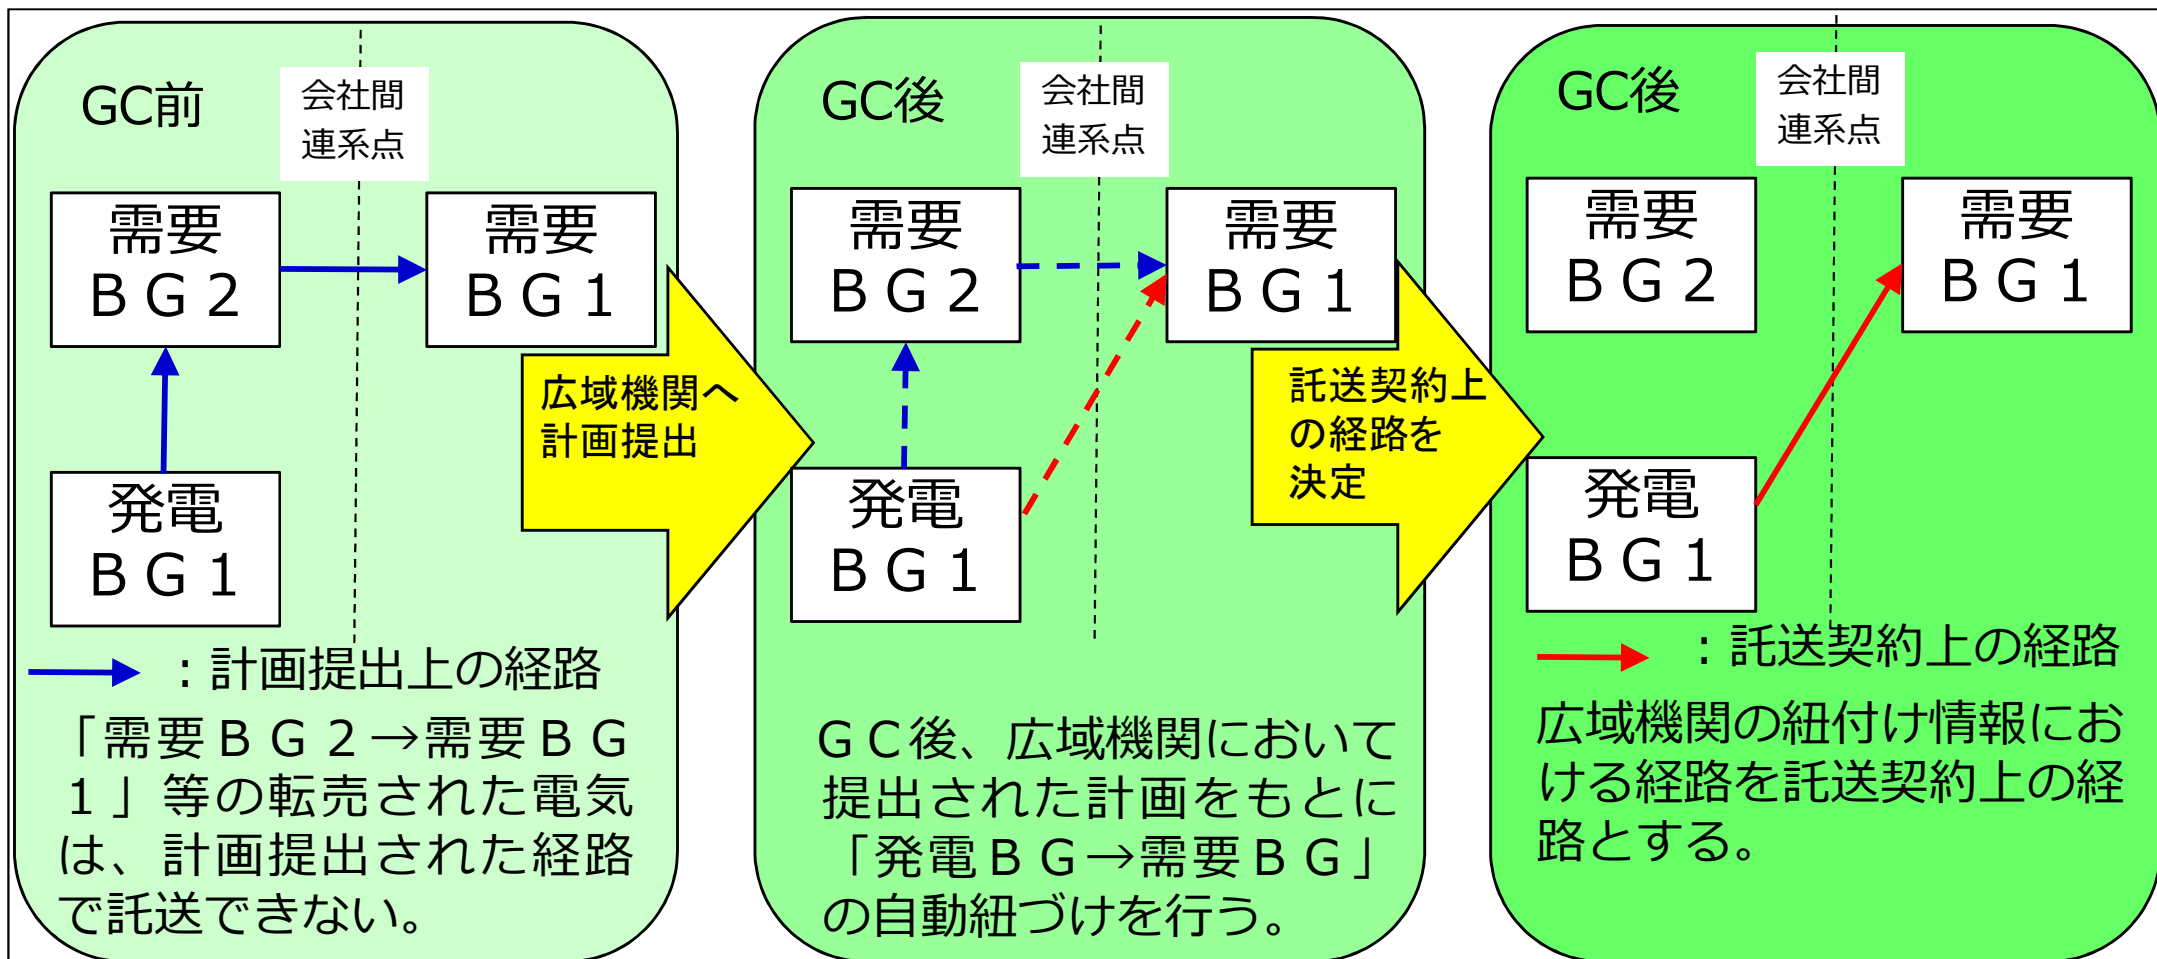 GC前
会社間
連系点
需要
ＢＧ２
需要
ＢＧ１
発電
ＢＧ１
：計画提出上の経路
「需要ＢＧ２→需要ＢＧ
１」等の転売された電気
は、計画提出された経路
で託送できない。
広域機関へ
計画提出
GC後
会社間
連系点
需要
ＢＧ２
需要
ＢＧ１
発電
ＢＧ１
ＧＣ後、広域機関において
提出された計画をもとに
「発電ＢＧ→需要ＢＧ」
の自動紐づけを行う。
託送契約上
の経路を
決定
GC後
会社間
連系点
需要
ＢＧ２
需要
ＢＧ１
発電
ＢＧ１
：託送契約上の経路
広域機関の紐付け情報にお
ける経路を託送契約上の経
路とする。